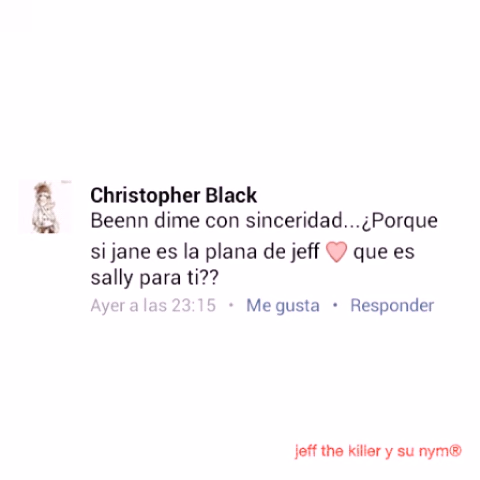 Christopher Black
Beenn dime con sinceridad...¿Porque
si jane es la plana de jeff que es
sally para ti??
Ayer a las 23:15 • Me gusta • Responder
jeff the killer y su nym®